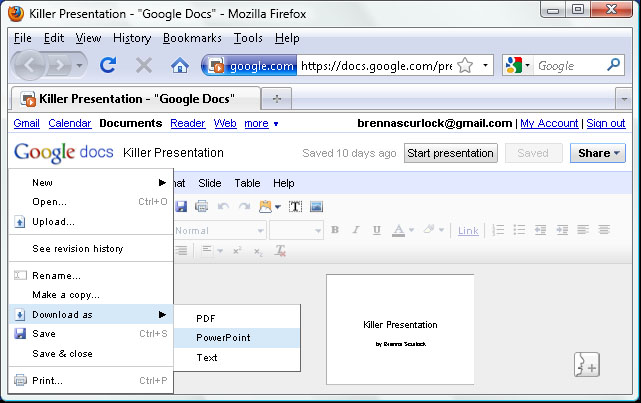 Killer Presentation - "Google Docs" - Mozilla Firefox
File Edit View History Bookmarks Tools Help
google.com https://docs.google.com/pre Google
Killer Presentation - "Google Docs"
Gmail Calendar Documents Reader Web more ▾ brennascurlock@gmail.com | My Account | Sign out
Google docs Killer Presentation Saved 10 days ago Start presentation Saved Share
mat Slide Table Help
New
Open... Ctrl+O
Upload...
See revision history
Rename...
Make a copy...
Download as
Save Ctrl+S
Save & close
Print... Ctrl+P
PDF
PowerPoint
Text
Normal B I U A Link
Killer Presentation
by Brenna Scurlock